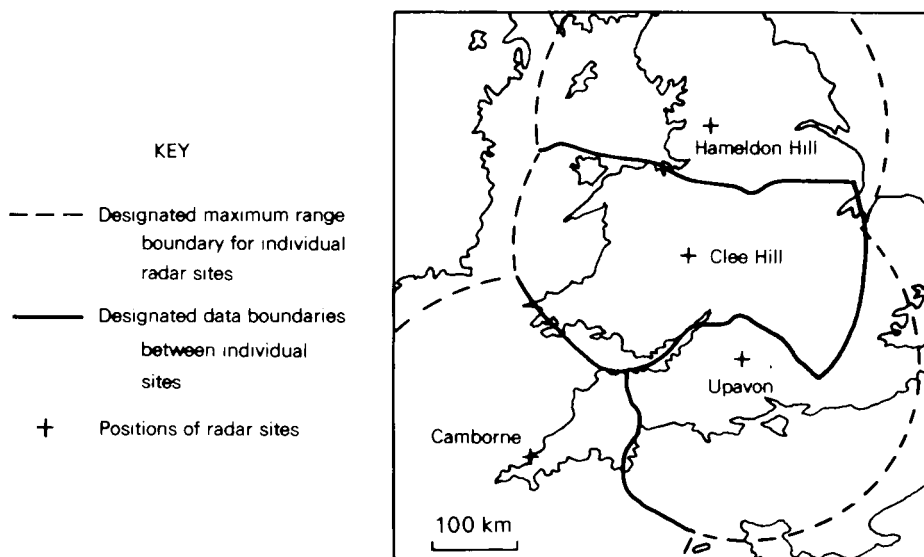 KEY
Designated maximum range
boundary for individual
radar sites
Designated data boundaries
between individual
sites
Positions of radar sites
Hameldon Hill
Clee Hill
Upavon
Camborne
100 km